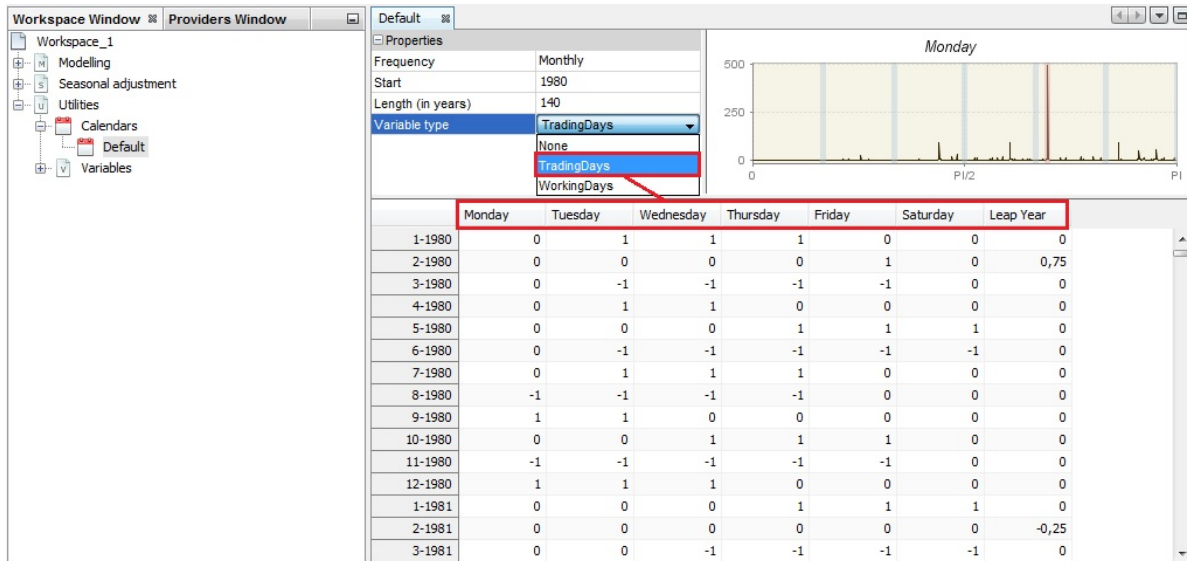 Workspace Window Providers Window
Workspace_1
Modelling
Seasonal adjustment
Utilities
Calendars
Default
Variables
Default
Properties
Frequency Monthly
Start 1980
Length (in years) 140
Variable type TradingDays
None
TradingDays
WorkingDays
Monday
500
250
0
0 PI/2 PI
Monday Tuesday Wednesday Thursday Friday Saturday Leap Year
1-1980 0 1 1 1 0 0 0
2-1980 0 0 0 0 1 0 0,75
3-1980 0 -1 -1 -1 -1 0 0
4-1980 0 1 1 0 0 0 0
5-1980 0 0 0 1 1 1 0
6-1980 0 -1 -1 -1 -1 -1 0
7-1980 0 1 1 1 0 0 0
8-1980 -1 -1 -1 -1 0 0 0
9-1980 1 1 0 0 0 0 0
10-1980 0 0 1 1 1 0 0
11-1980 -1 -1 -1 -1 -1 0 0
12-1980 1 1 1 0 0 0 0
1-1981 0 0 0 1 1 1 0
2-1981 0 0 0 0 0 0 -0,25
3-1981 0 0 -1 -1 -1 -1 0